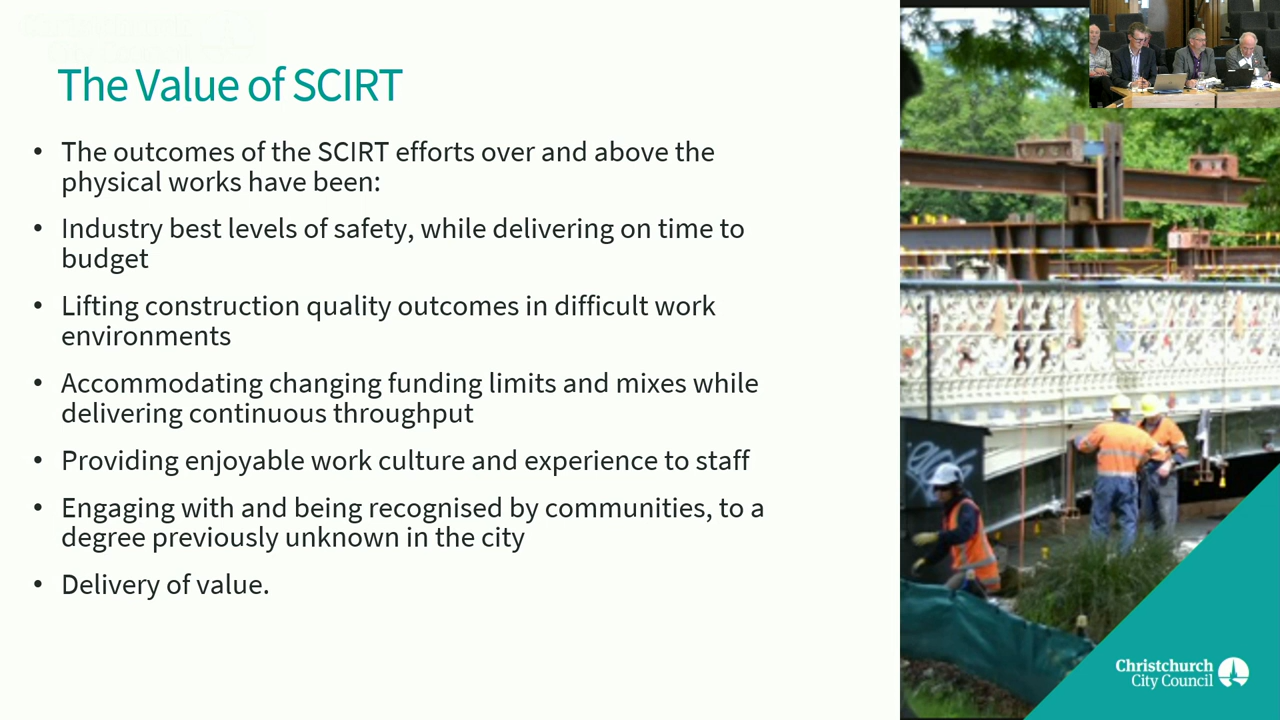 The Value of SCIRT
• The outcomes of the SCIRT efforts over and above the
physical works have been:
• Industry best levels of safety, while delivering on time to
budget
• Lifting construction quality outcomes in difficult work
environments
• Accommodating changing funding limits and mixes while
delivering continuous throughput
• Providing enjoyable work culture and experience to staff
• Engaging with and being recognised by communities, to a
degree previously unknown in the city
• Delivery of value.
Christchurch
City Council